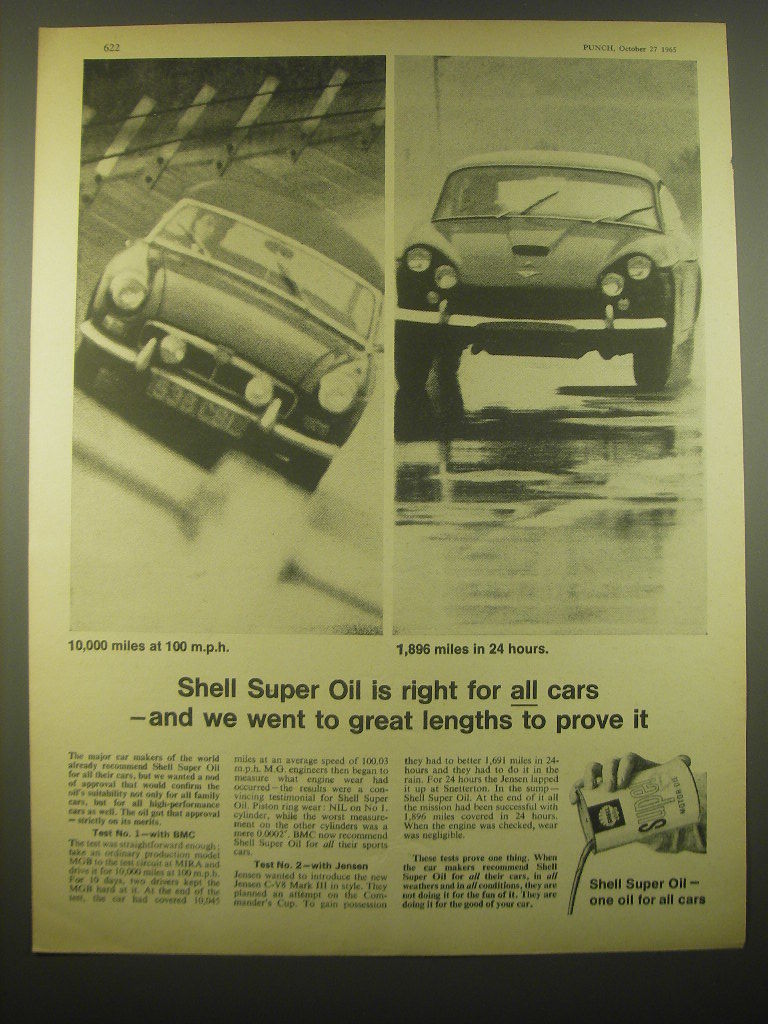 622
PUNCH, October 27 1965
10,000 miles at 100 m.p.h.
1,896 miles in 24 hours.
Shell Super Oil is right for all cars
–and we went to great lengths to prove it
The major car makers of the world
already recommend Shell Super Oil
for all their cars, but we wanted a nod
of approval that would confirm the
oil's suitability not only for all family
cars, but for all high-performance
cars as well. The oil got that approval
– strictly on its merits.
Test No. 1–with BMC
The test was straightforward enough:
take an ordinary production model
MGB to the test circuit at MIRA and
drive it for 10,000 miles at 100 m.p.h.
For 10 days, two drivers kept the
MGB hard at it. At the end of the
test, the car had covered 10,045
miles at an average speed of 100.03
m.p.h. M.G. engineers then began to
measure what engine wear had
occurred–the results were a con-
vincing testimonial for Shell Super
Oil. Piston ring wear: NIL on No 1.
cylinder, while the worst measure-
ment on the other cylinders was a
mere 0.0002". BMC now recommend
Shell Super Oil for all their sports
cars.
Test No. 2–with Jensen
Jensen wanted to introduce the new
Jensen C-V8 Mark III in style. They
planned an attempt on the Com-
mander's Cup. To gain possession
they had to better 1,691 miles in 24-
hours and they had to do it in the
rain. For 24 hours the Jensen lapped
it up at Snetterton. In the sump–
Shell Super Oil. At the end of it all
the mission had been successful with
1,896 miles covered in 24 hours.
When the engine was checked, wear
was negligible.
These tests prove one thing. When
the car makers recommend Shell
Super Oil for all their cars, in all
weathers and in all conditions, they are
not doing it for the fun of it. They are
doing it for the good of your car.
SUPER
MOTOR OIL
Shell Super Oil –
one oil for all cars